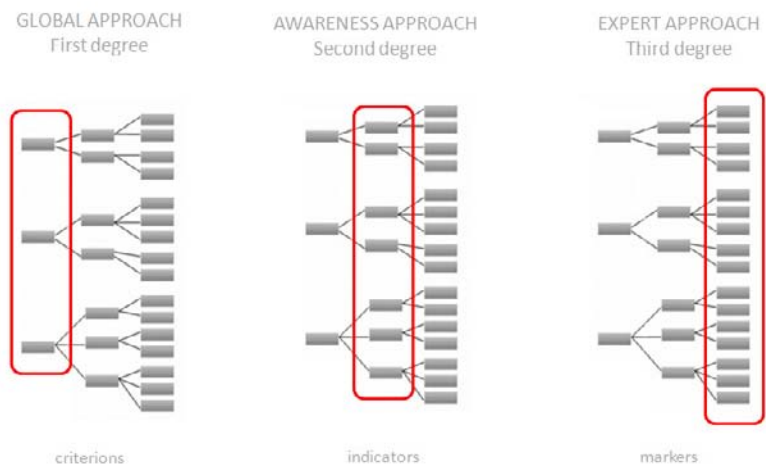 GLOBAL APPROACH
First degree
AWARENESS APPROACH
Second degree
EXPERT APPROACH
Third degree
criterions
indicators
markers